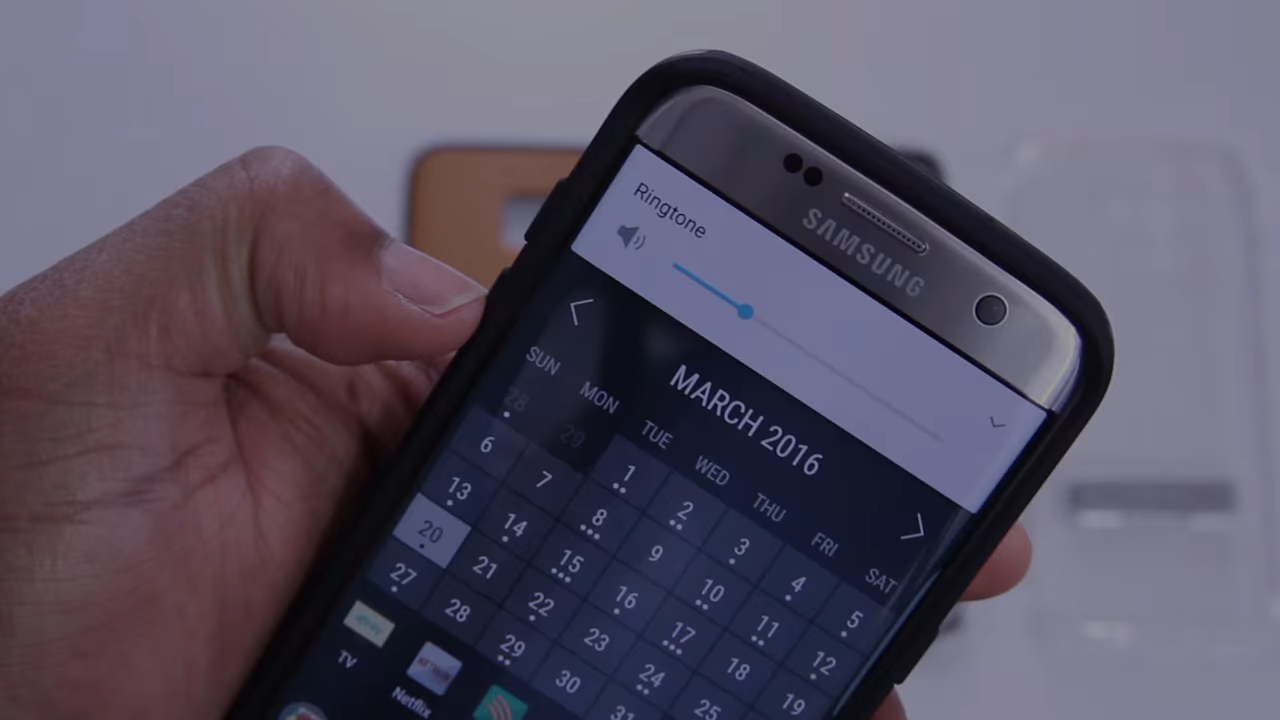 SAMSUNG
Ringtone
MARCH 2016
SUN MON TUE WED THU FRI SAT
28 29 1 2 3 4 5
6 7 8 9 10 11 12
13 14 15 16 17 18 19
20 21 22 23 24 25
27 28 29 30 31
TV
Netflix
NETFLIX